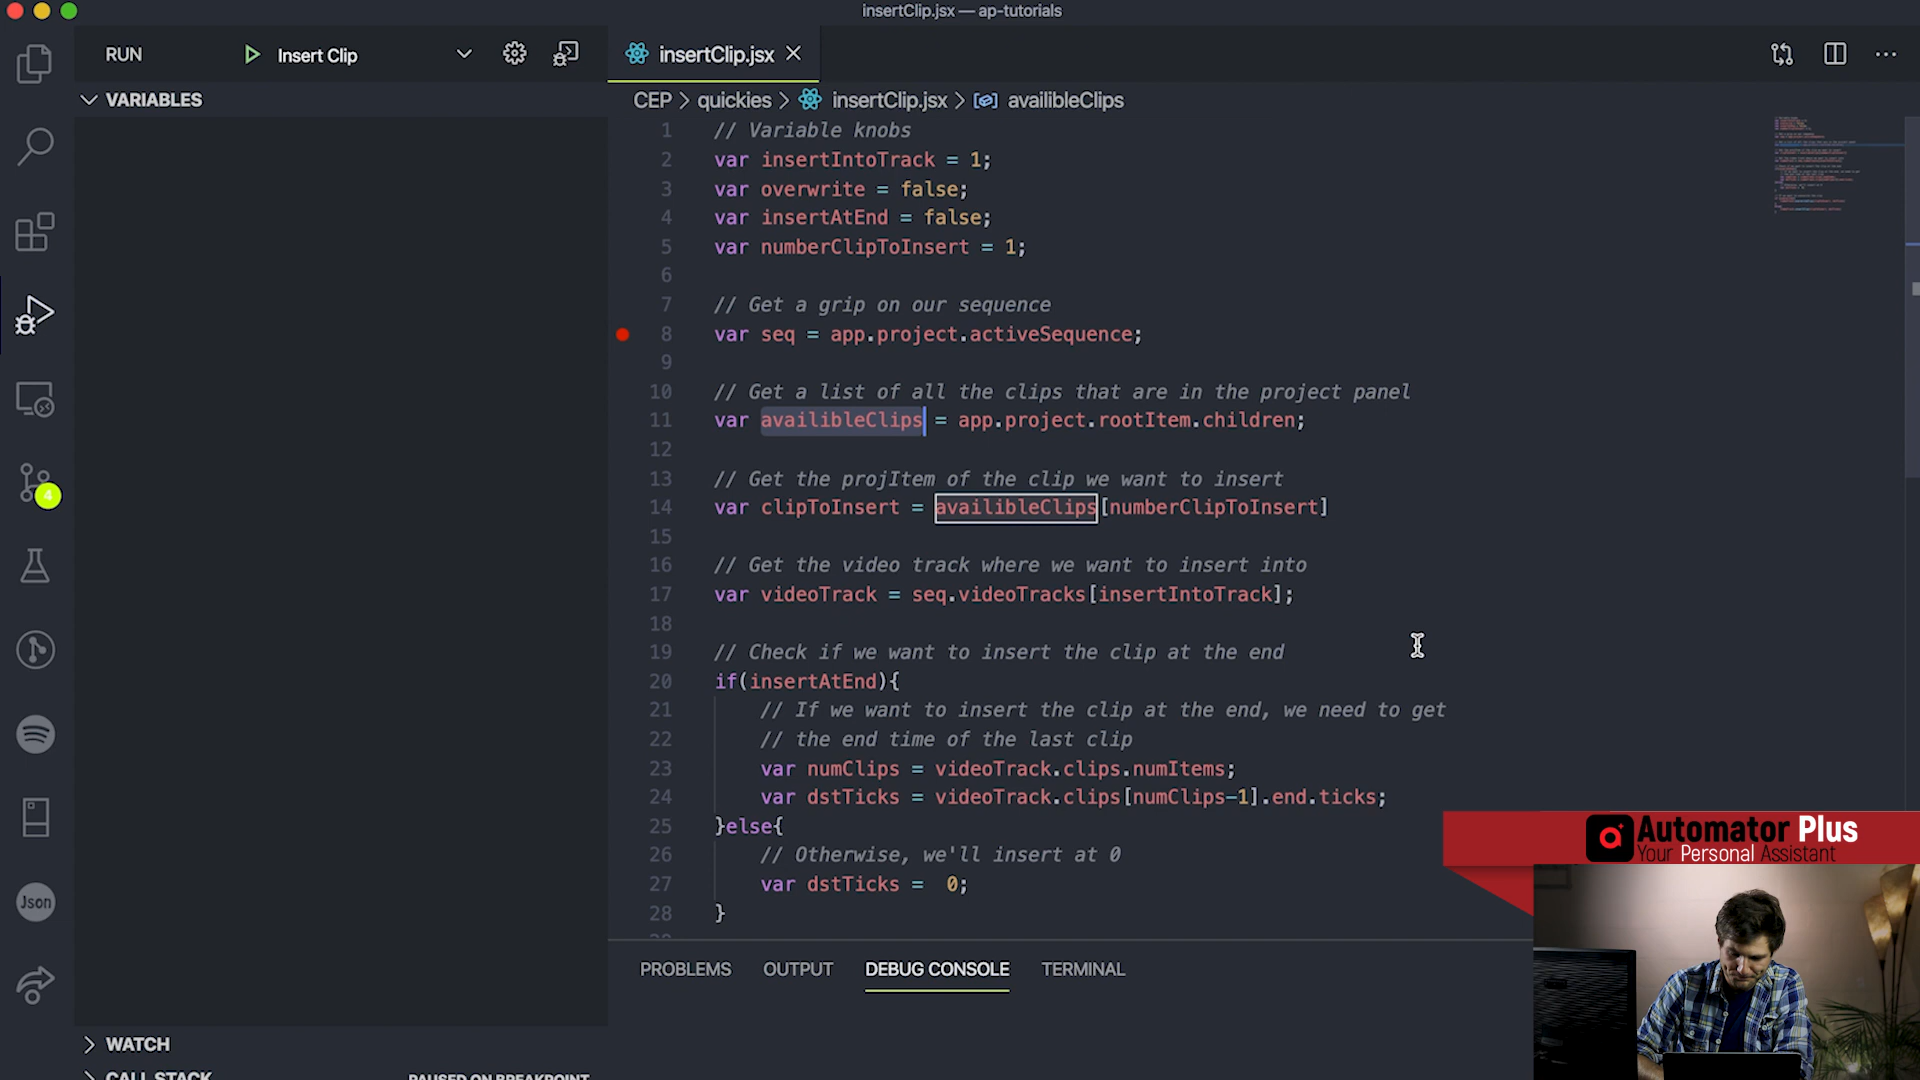 insertClip.jsx — ap-tutorials
RUN
Insert Clip
insertClip.jsx
VARIABLES
CEP > quickies > insertClip.jsx > availibleClips
1 // Variable knobs
2 var insertIntoTrack = 1;
3 var overwrite = false;
4 var insertAtEnd = false;
5 var numberClipToInsert = 1;
6
7 // Get a grip on our sequence
8 var seq = app.project.activeSequence;
9
10 // Get a list of all the clips that are in the project panel
11 var availibleClips = app.project.rootItem.children;
12
13 // Get the projItem of the clip we want to insert
14 var clipToInsert = availibleClips[numberClipToInsert]
15
16 // Get the video track where we want to insert into
17 var videoTrack = seq.videoTracks[insertIntoTrack];
18
19 // Check if we want to insert the clip at the end
20 if(insertAtEnd){
21 // If we want to insert the clip at the end, we need to get
22 // the end time of the last clip
23 var numClips = videoTrack.clips.numItems;
24 var dstTicks = videoTrack.clips[numClips-1].end.ticks;
25 }else{
26 // Otherwise, we'll insert at 0
27 var dstTicks =  0;
28 }
4
Json
Automator Plus
Your Personal Assistant
PROBLEMS OUTPUT DEBUG CONSOLE TERMINAL
WATCH
CALL STACK PAUSED ON BREAKPOINT